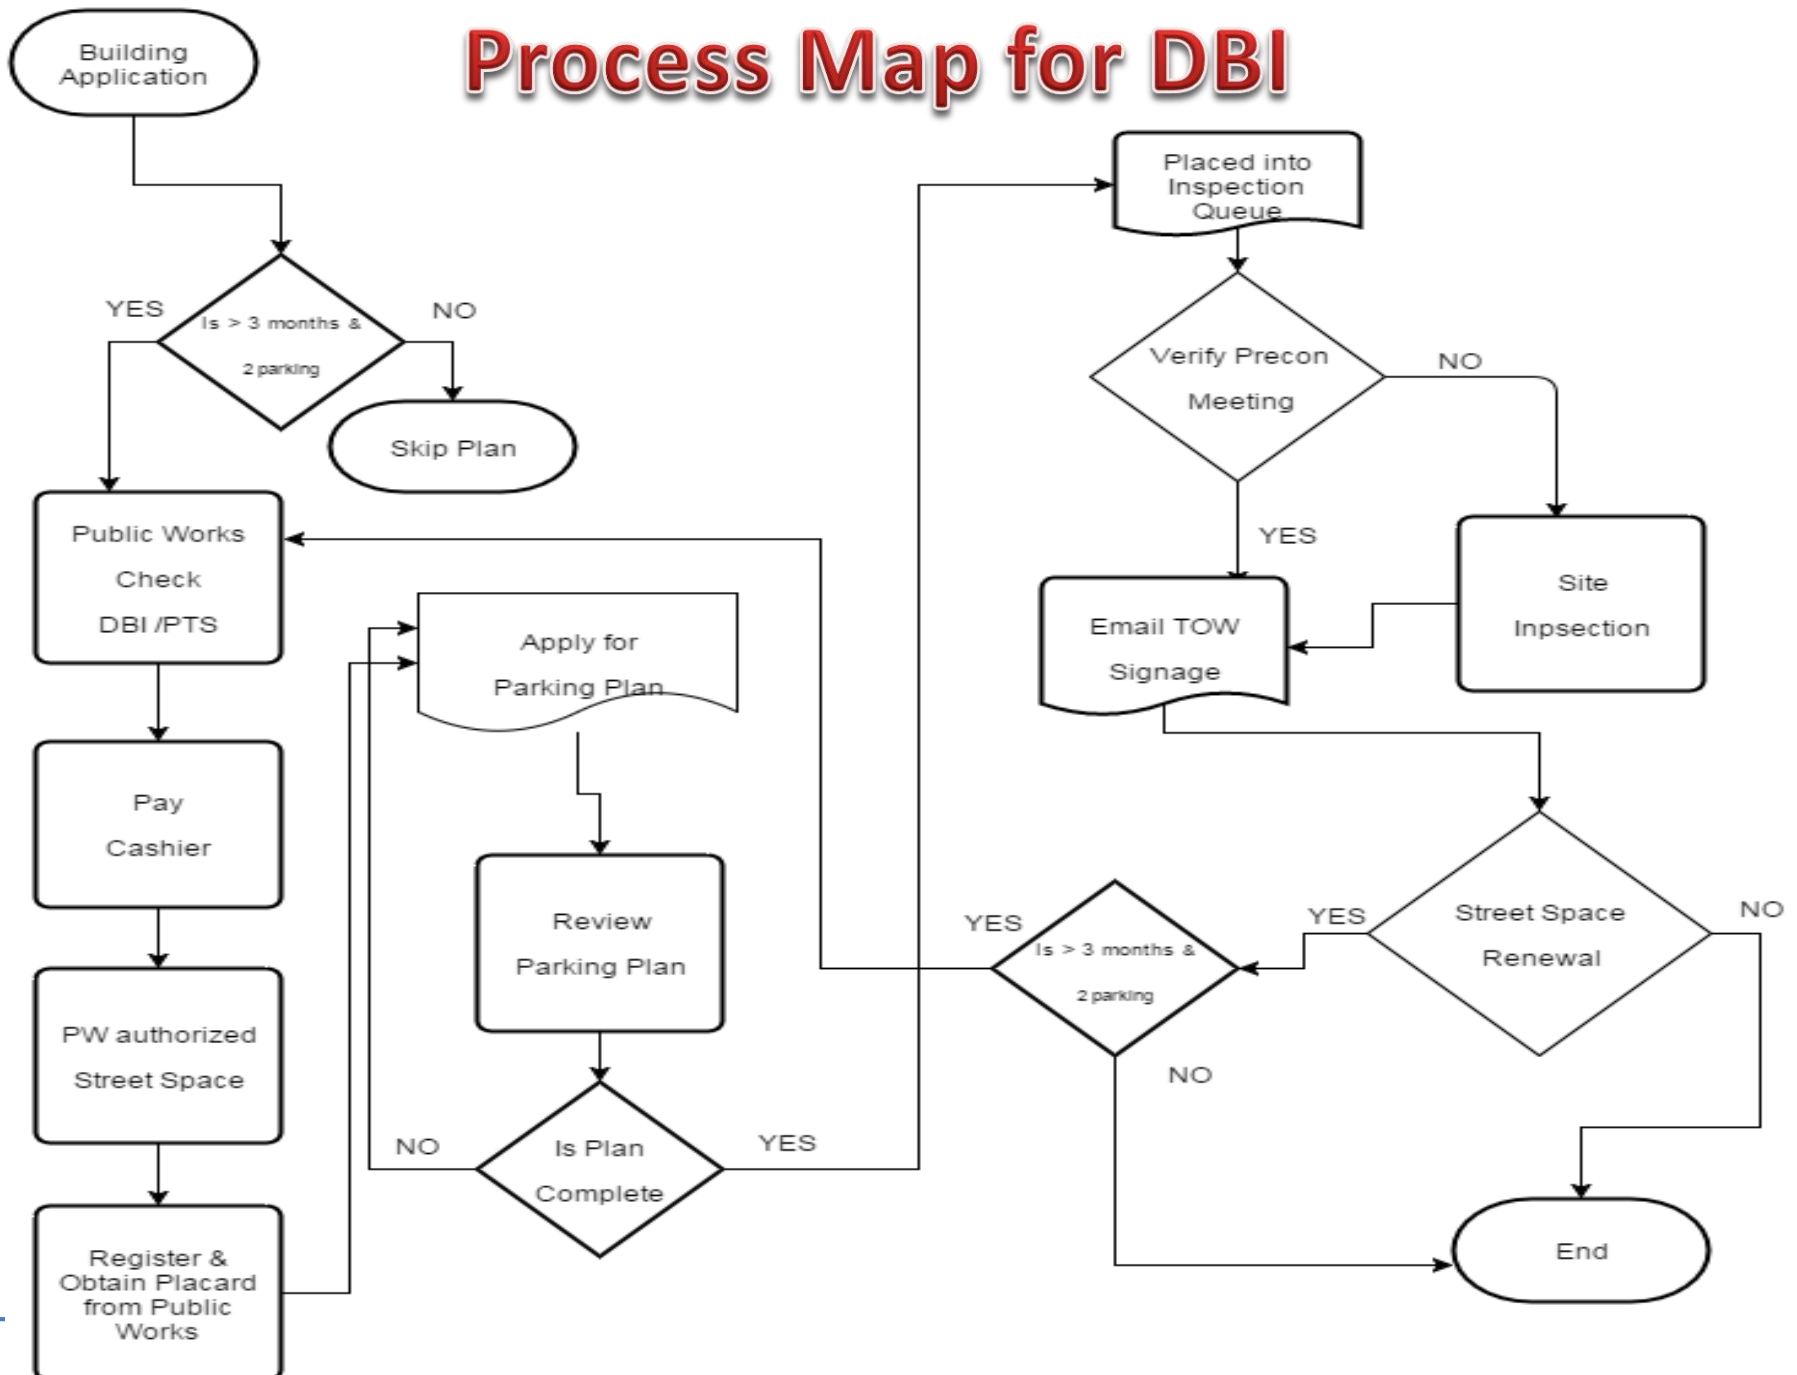 Process Map for DBI
Building
Application
YES
NO
Is > 3 months &
2 parking
Skip Plan
Public Works
Check
DBI /PTS
Pay
Cashier
PW authorized
Street Space
Register &
Obtain Placard
from Public
Works
Apply for
Parking Plan
Review
Parking Plan
Is Plan
Complete
NO
YES
Placed into
Inspection
Queue
Verify Precon
Meeting
NO
YES
Site
Inpsection
Email TOW
Signage
Street Space
Renewal
YES
NO
Is > 3 months &
2 parking
YES
NO
End